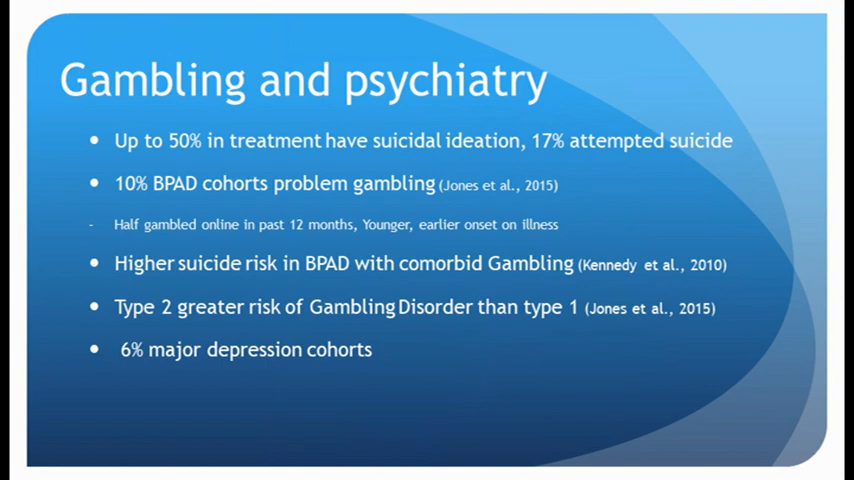 Gambling and psychiatry
• Up to 50% in treatment have suicidal ideation, 17% attempted suicide
• 10% BPAD cohorts problem gambling (Jones et al., 2015)
- Half gambled online in past 12 months, Younger, earlier onset on illness
• Higher suicide risk in BPAD with comorbid Gambling (Kennedy et al., 2010)
• Type 2 greater risk of Gambling Disorder than type 1 (Jones et al., 2015)
• 6% major depression cohorts